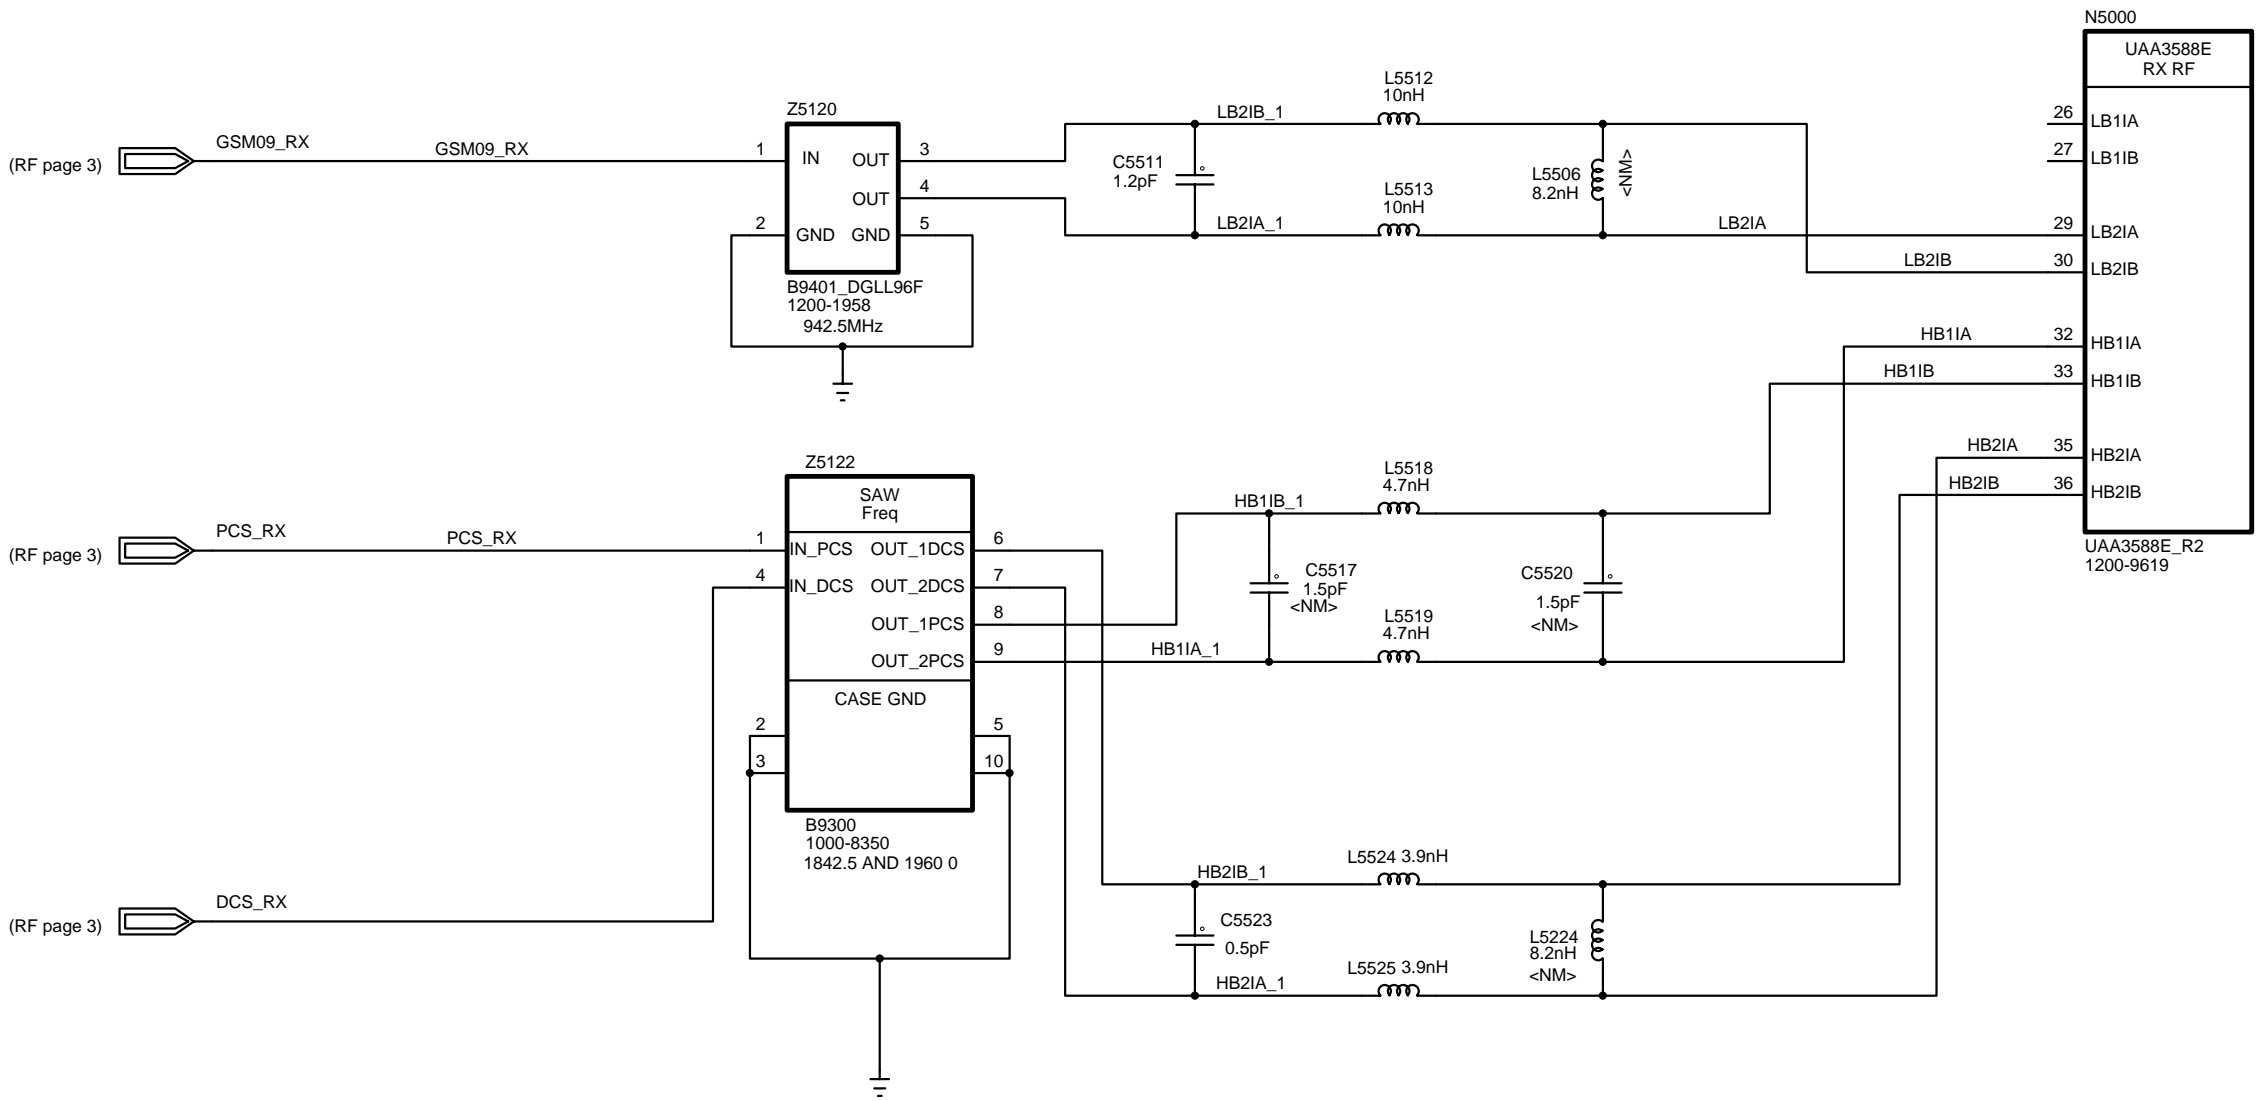 N5000
UAA3588E
RX RF
26
LB1IA
27
LB1IB
29
LB2IA
30
LB2IB
32
HB1IA
33
HB1IB
35
HB2IA
36
HB2IB
UAA3588E_R2
1200-9619
(RF page 3)
GSM09_RX
GSM09_RX
Z5120
1
IN
OUT
3
OUT
4
2
GND
GND
5
B9401_DGLL96F
1200-1958
942.5MHz
LB2IB_1
C5511
1.2pF
LB2IA_1
L5512
10nH
L5513
10nH
L5506
8.2nH
<NM>
LB2IA
LB2IB
HB1IA
HB1IB
HB2IA
HB2IB
(RF page 3)
PCS_RX
PCS_RX
Z5122
SAW
Freq
1
IN_PCS
OUT_1DCS
6
4
IN_DCS
OUT_2DCS
7
OUT_1PCS
8
OUT_2PCS
9
CASE GND
2
5
3
10
B9300
1000-8350
1842.5 AND 1960 0
HB1IB_1
L5518
4.7nH
C5517
1.5pF
<NM>
C5520
1.5pF
<NM>
L5519
4.7nH
HB1IA_1
(RF page 3)
DCS_RX
HB2IB_1
L5524 3.9nH
C5523
0.5pF
L5224
8.2nH
<NM>
HB2IA_1
L5525 3.9nH